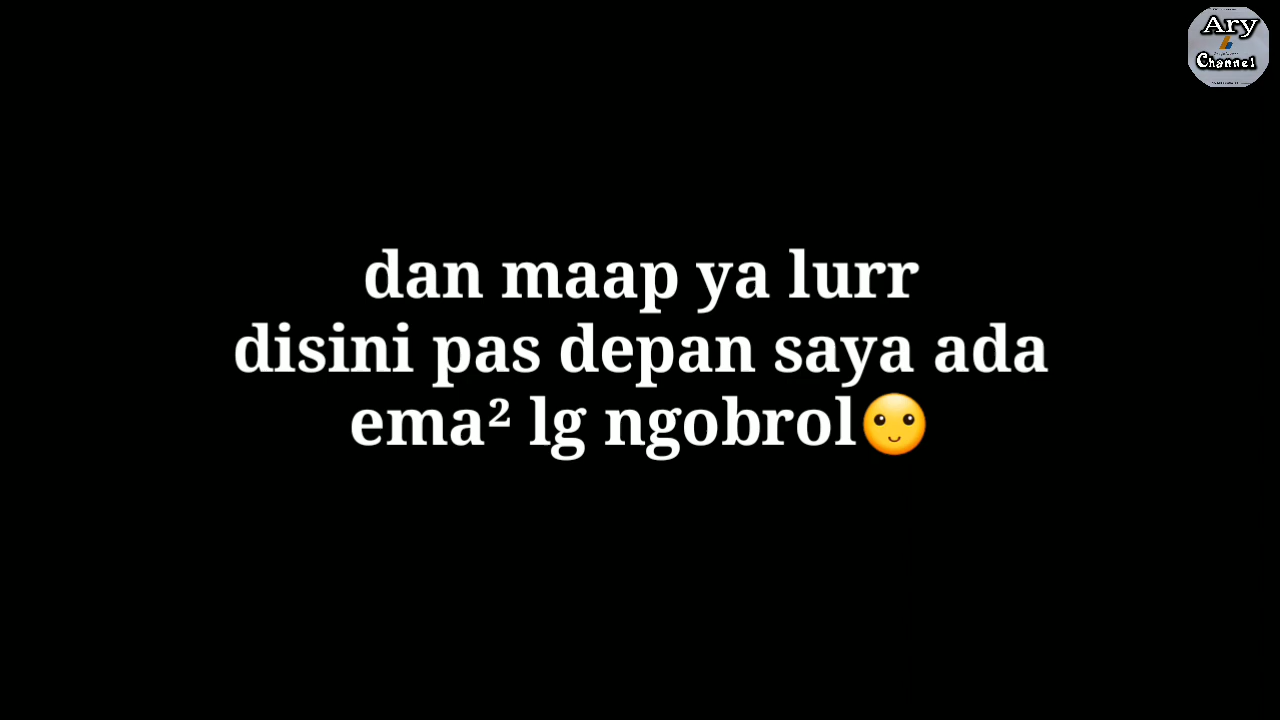 Ary
Channel
dan maap ya lurr
disini pas depan saya ada
ema² lg ngobrol🙂